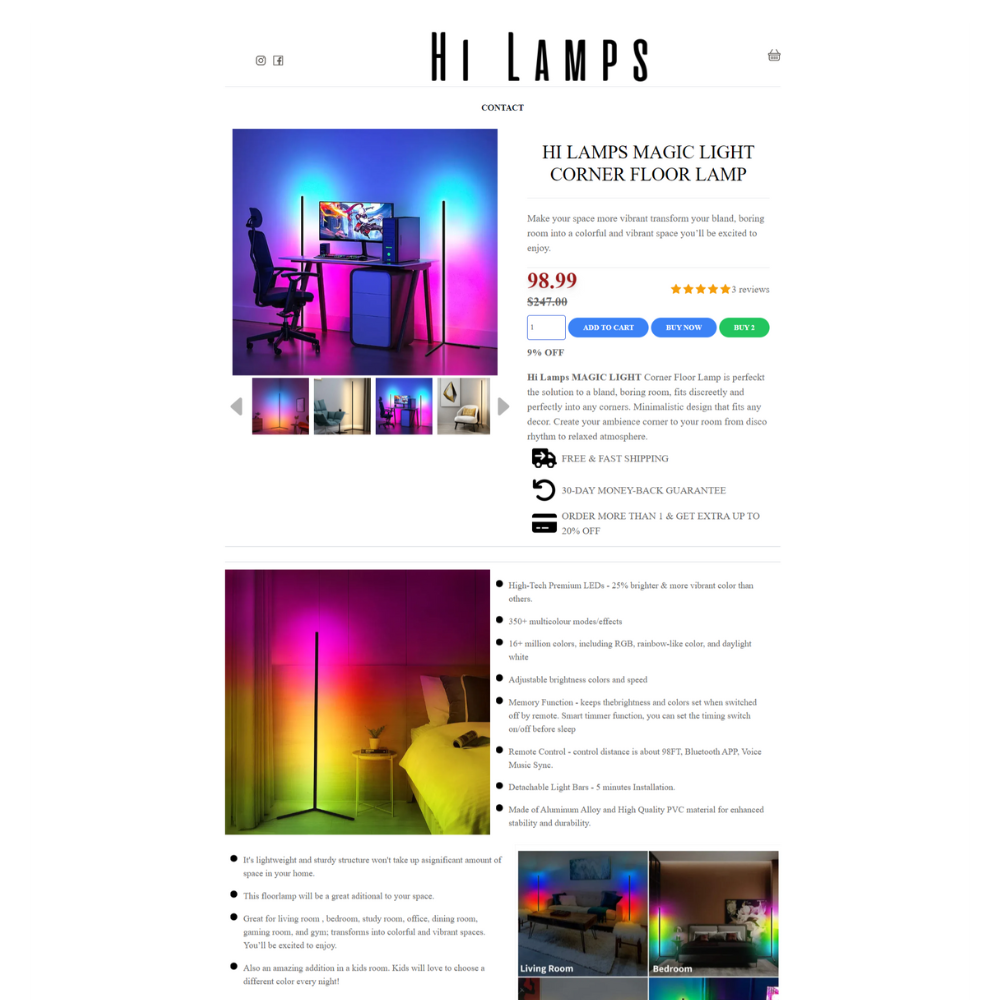 HI LAMPS
CONTACT
HI LAMPS MAGIC LIGHT
CORNER FLOOR LAMP
Make your space more vibrant transform your bland, boring
room into a colorful and vibrant space you'll be excited to
enjoy.
98.99
$247.00
3 reviews
1
ADD TO CART
BUY NOW
BUY 2
9% OFF
Hi Lamps MAGIC LIGHT Corner Floor Lamp is perfeckt
the solution to a bland, boring room, fits discreetly and
perfectly into any corners. Minimalistic design that fits any
decor. Create your ambience corner to your room from disco
rhythm to relaxed atmosphere.
FREE & FAST SHIPPING
30-DAY MONEY-BACK GUARANTEE
ORDER MORE THAN 1 & GET EXTRA UP TO
20% OFF
High-Tech Premium LEDs - 25% brighter & more vibrant color than
others.
350+ multicolour modes/effects
16+ million colors, including RGB, rainbow-like color, and daylight
white
Adjustable brightness colors and speed
Memory Function - keeps thebrightness and colors set when switched
off by remote. Smart timmer function, you can set the timing switch
on/off before sleep
Remote Control - control distance is about 98FT, Bluetooth APP, Voice
Music Sync.
Detachable Light Bars - 5 minutes Installation.
Made of Aluminum Alloy and High Quality PVC material for enhanced
stability and durability.
It's lightweight and sturdy structure won't take up asignificant amount of
space in your home.
This floorlamp will be a great aditional to your space.
Great for living room , bedroom, study room, office, dining room,
gaming room, and gym; transforms into colorful and vibrant spaces.
You'll be excited to enjoy.
Also an amazing addition in a kids room. Kids will love to choose a
different color every night!
Living Room
Bedroom